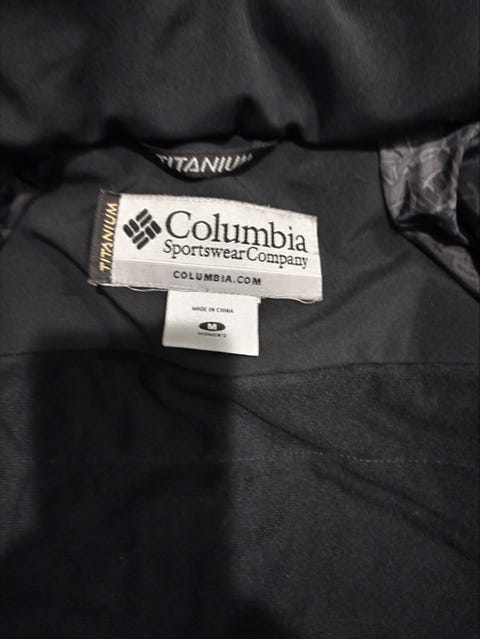 TITANIUM
TITANIUM
Columbia
Sportswear Company
COLUMBIA.COM
MADE IN CHINA
M
WOMEN'S